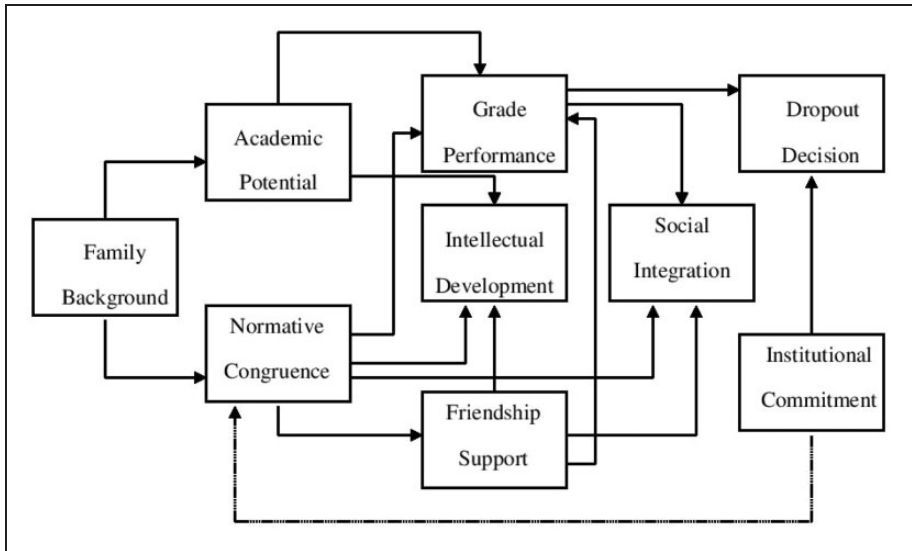 Grade
Performance
Dropout
Decision
Academic
Potential
Family
Background
Intellectual
Development
Social
Integration
Normative
Congruence
Institutional
Commitment
Friendship
Support